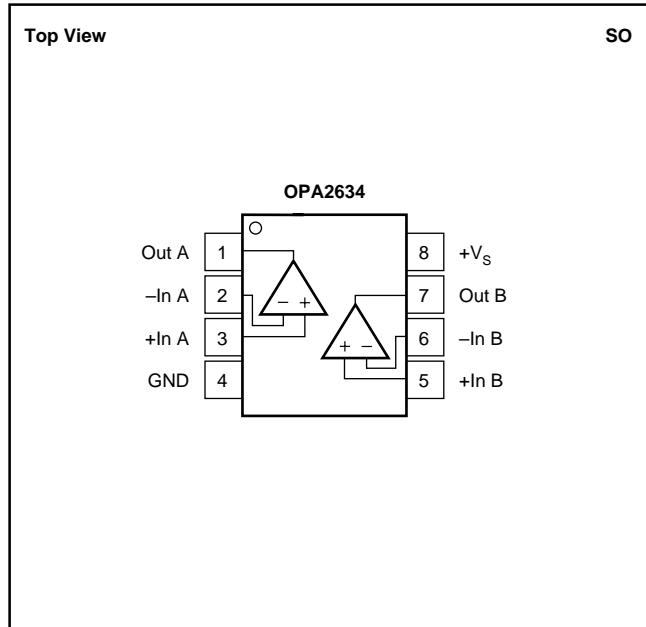 Top View SO
OPA2634
Out A 1 8 +VS
–In A 2 7 Out B
– +
+In A 3 6 –In B
+ –
GND 4 5 +In B